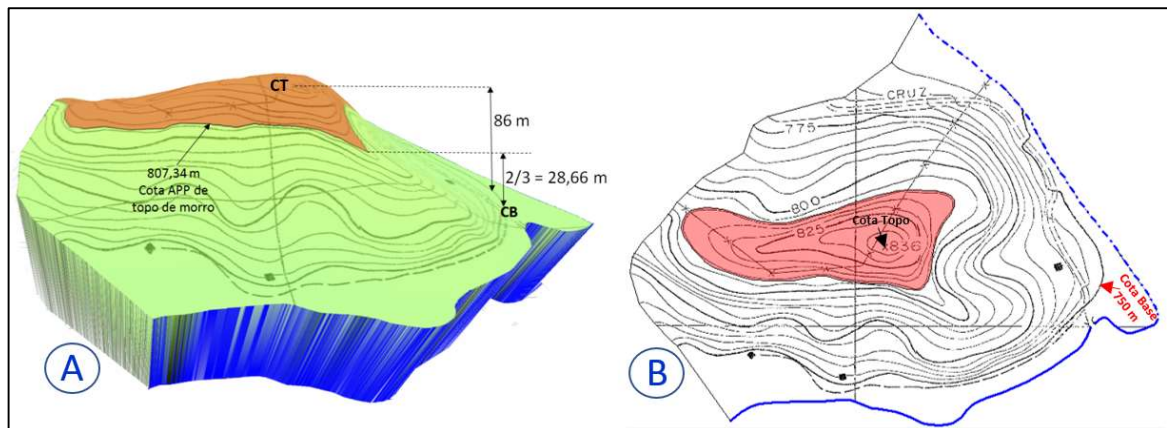 CT
86 m
807,34 m
Cota APP de
topo de morro
2/3 = 28,66 m
CB
A
CRUZ
775
800
Cota Topo
825
836
Cota Base
750 m
B